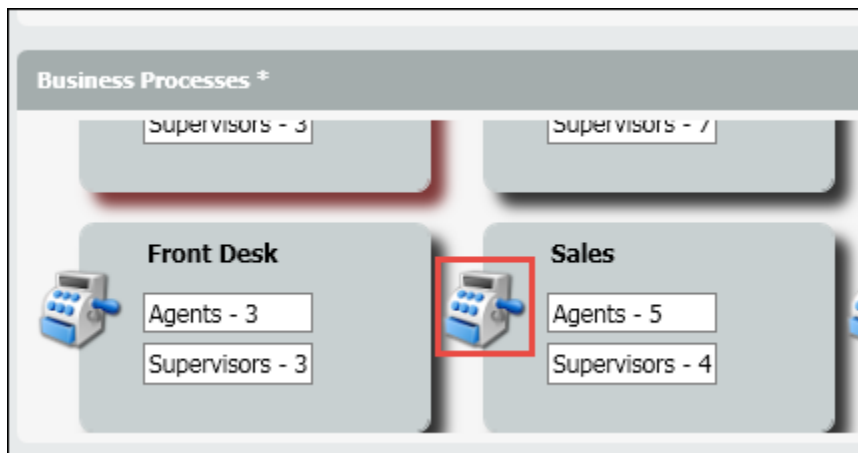 Business Processes *
Supervisors - 3
Supervisors - 7
Front Desk
Sales
Agents - 3
Agents - 5
Supervisors - 3
Supervisors - 4